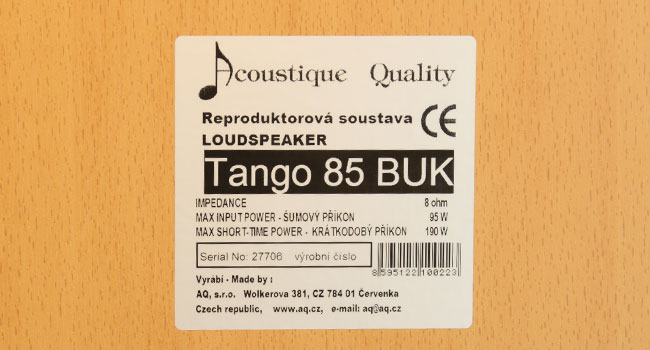 Acoustique Quality
Reproduktorová soustava
LOUDSPEAKER
CE
Tango 85 BUK
IMPEDANCE 8 ohm
MAX INPUT POWER - ŠUMOVÝ PŘÍKON 95 W
MAX SHORT-TIME POWER - KRÁTKODOBÝ PŘÍKON 190 W
Serial No: 27706 výrobní číslo
8 595122 100223
Vyrábí - Made by :
AQ, s.r.o. Wolkerova 381, CZ 784 01 Červenka
Czech republic, www.aq.cz, e-mail: aq@aq.cz